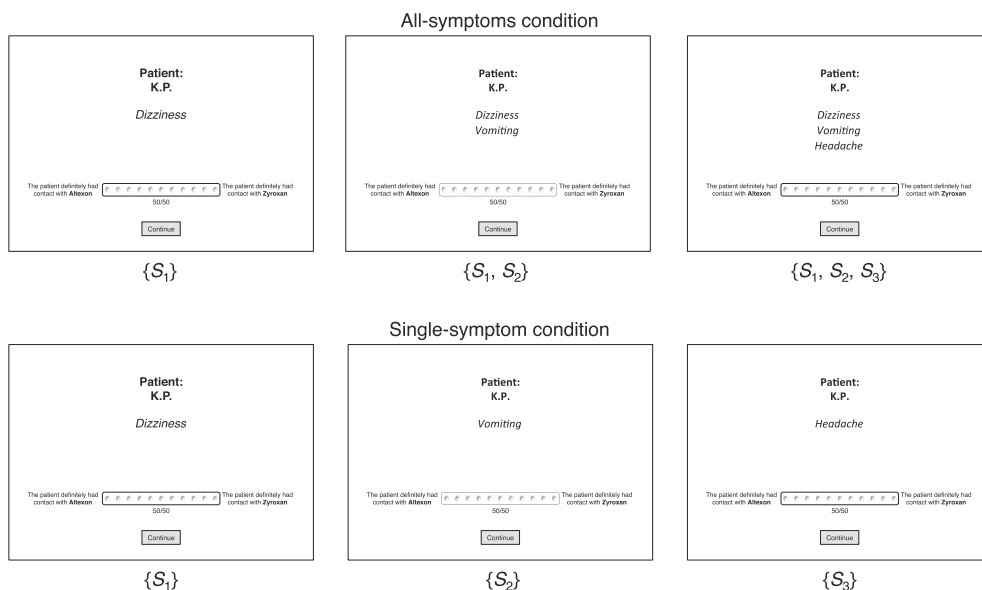 All-symptoms condition
Patient:
K.P.
Dizziness
The patient definitely had
contact with Altexon
The patient definitely had
contact with Zyroxan
50/50
Continue
{S1}
Patient:
K.P.
Dizziness
Vomiting
The patient definitely had
contact with Altexon
The patient definitely had
contact with Zyroxan
50/50
Continue
{S1, S2}
Patient:
K.P.
Dizziness
Vomiting
Headache
The patient definitely had
contact with Altexon
The patient definitely had
contact with Zyroxan
50/50
Continue
{S1, S2, S3}
Single-symptom condition
Patient:
K.P.
Dizziness
The patient definitely had
contact with Altexon
The patient definitely had
contact with Zyroxan
50/50
Continue
{S1}
Patient:
K.P.
Vomiting
The patient definitely had
contact with Altexon
The patient definitely had
contact with Zyroxan
50/50
Continue
{S2}
Patient:
K.P.
Headache
The patient definitely had
contact with Altexon
The patient definitely had
contact with Zyroxan
50/50
Continue
{S3}